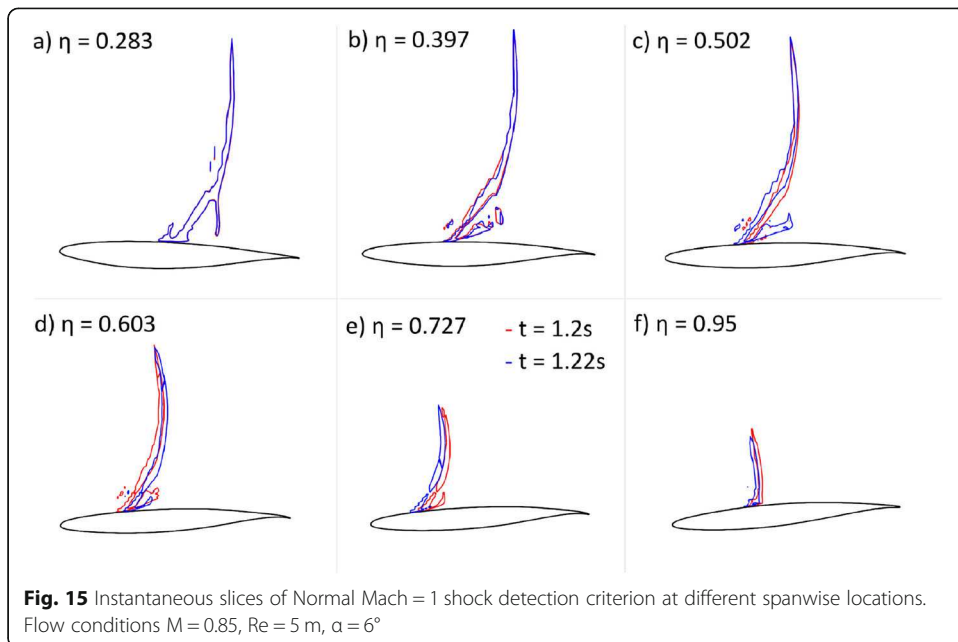 a) η = 0.283
b) η = 0.397
c) η = 0.502
d) η = 0.603
e) η = 0.727
- t = 1.2s
- t = 1.22s
f) η = 0.95
Fig. 15 Instantaneous slices of Normal Mach = 1 shock detection criterion at different spanwise locations.
Flow conditions M = 0.85, Re = 5 m, α = 6°